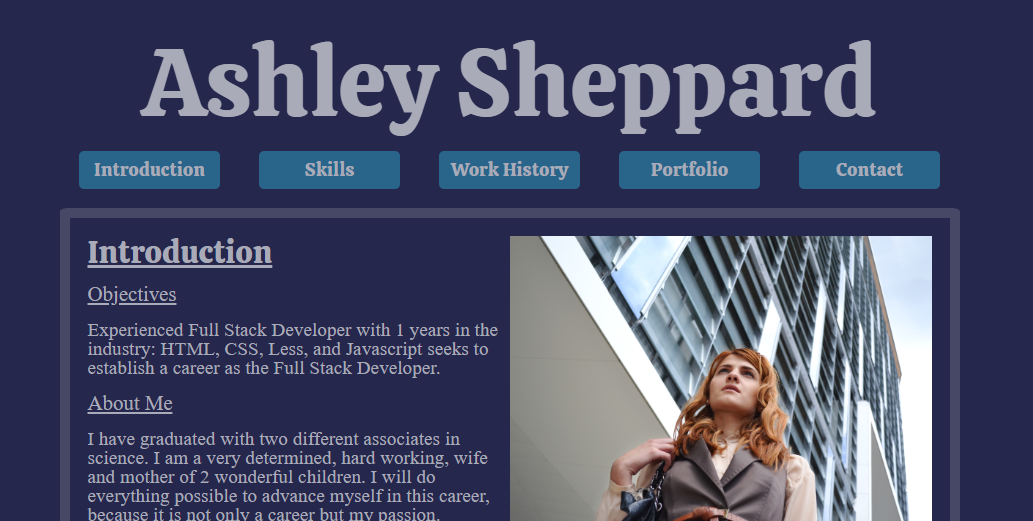 Ashley Sheppard
Introduction Skills Work History Portfolio Contact
Introduction
Objectives
Experienced Full Stack Developer with 1 years in the
industry: HTML, CSS, Less, and Javascript seeks to
establish a career as the Full Stack Developer.
About Me
I have graduated with two different associates in
science. I am a very determined, hard working, wife
and mother of 2 wonderful children. I will do
everything possible to advance myself in this career,
because it is not only a career but my passion.